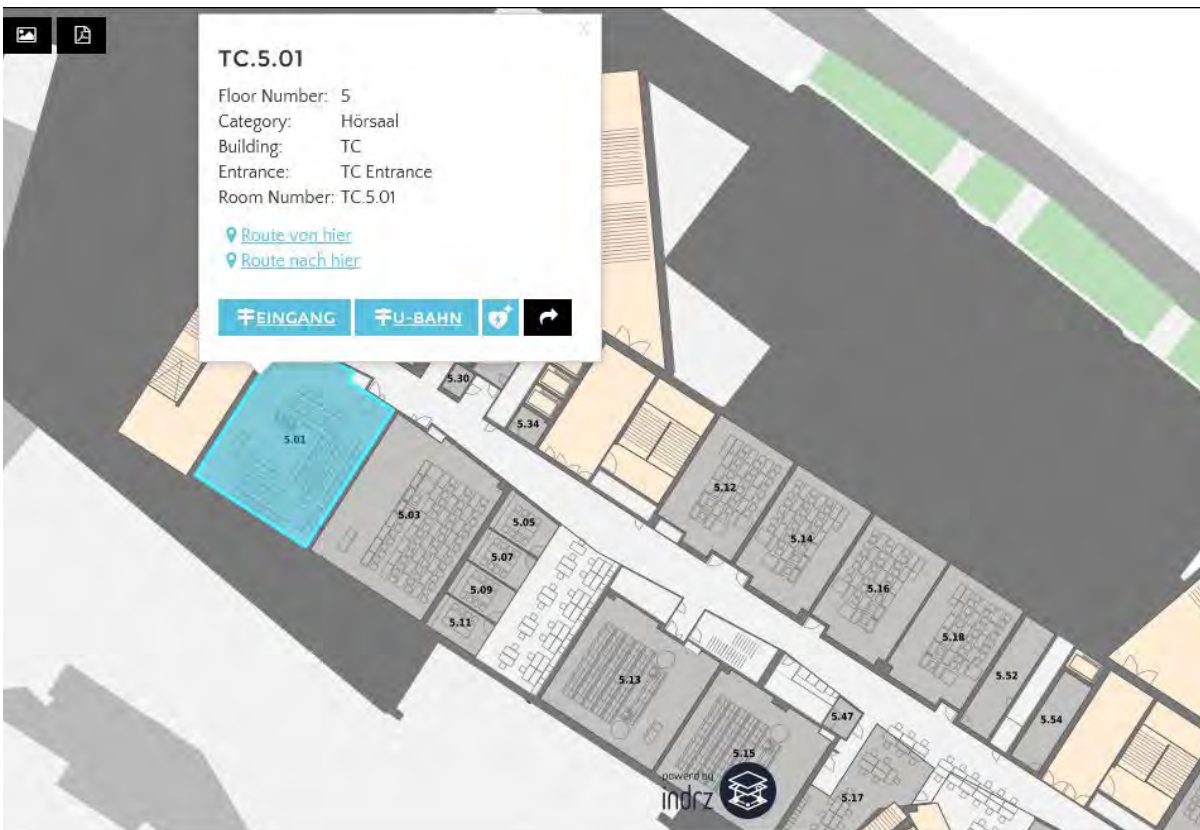 X
TC.5.01
Floor Number: 5
Category: Hörsaal
Building: TC
Entrance: TC Entrance
Room Number: TC.5.01
Route von hier
Route nach hier
EINGANG U-BAHN
5.30
5.34
5.01
5.03
5.05
5.07
5.09
5.11
5.12
5.14
5.16
5.18
5.52
5.54
5.13
5.47
5.15
5.17
powerd by
indrz